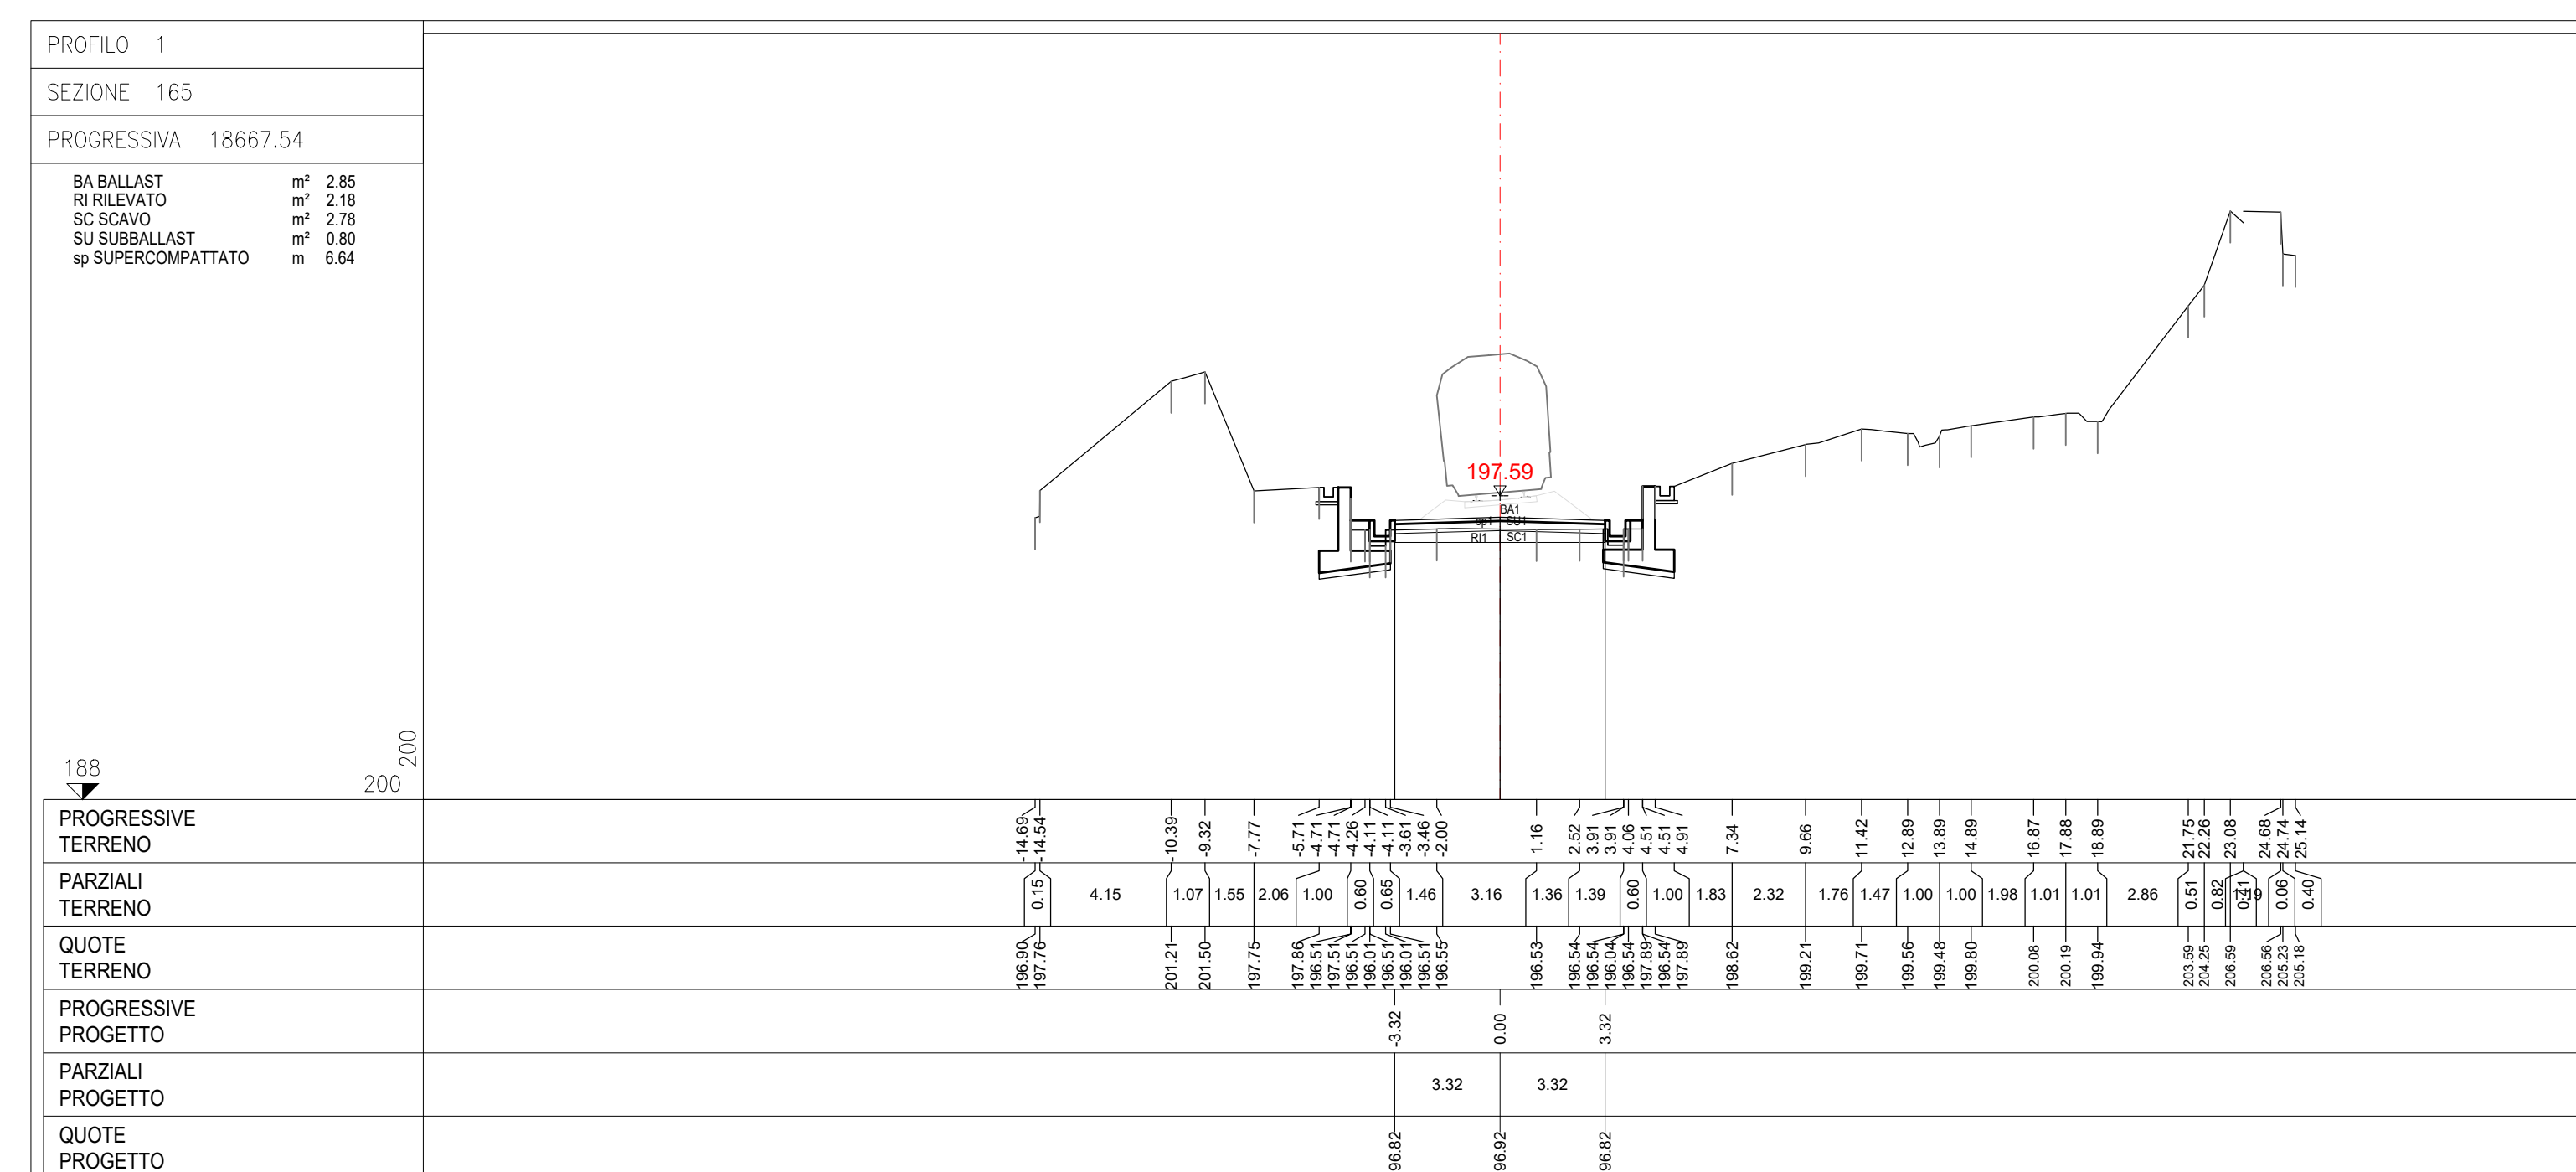 PROFILO 1
SEZIONE 165
PROGRESSIVA 18667.54
BA BALLAST m² 2.85
RI RILEVATO m² 2.18
SC SCAVO m² 2.78
SU SUBBALLAST m² 0.80
sp SUPERCOMPATTATO m 6.64
197.59
BA1
sp1 SU1
RI1 SC1
200
188
200
PROGRESSIVE
TERRENO
-14.69 -14.54 -10.39 -9.32 -7.77 -5.71 -4.71 -4.71 -4.26 -4.11 -4.11 -3.61 -3.46 -2.00 1.16 2.52 3.91 3.91 4.06 4.51 4.51 4.91 7.34 9.66 11.42 12.89 13.89 14.89 16.87 17.88 18.89 21.75 22.26 23.08 24.68 24.74 25.14
PARZIALI
TERRENO
0.15 4.15 1.07 1.55 2.06 1.00 0.60 0.65 1.46 3.16 1.36 1.39 0.60 1.00 1.83 2.32 1.76 1.47 1.00 1.00 1.98 1.01 1.01 2.86 0.51 0.82 0.41 1.19 0.06 0.40
QUOTE
TERRENO
196.90 197.76 201.21 201.50 197.75 197.86 196.51 197.51 196.51 196.01 196.51 196.01 196.51 196.55 196.53 196.54 196.54 196.04 196.54 197.89 196.54 197.89 198.62 199.21 199.71 199.56 199.48 199.80 200.08 200.19 199.94 203.59 204.25 206.59 206.56 205.23 205.18
PROGRESSIVE
PROGETTO
-3.32 0.00 3.32
PARZIALI
PROGETTO
3.32 3.32
QUOTE
PROGETTO
96.82 96.92 96.82